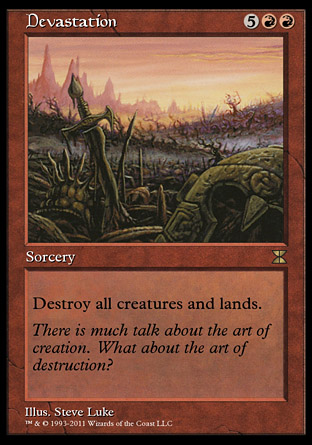 Devastation 5
Sorcery
Destroy all creatures and lands.
There is much talk about the art of
creation. What about the art of
destruction?
Illus. Steve Luke
™ & © 1993-2011 Wizards of the Coast LLC